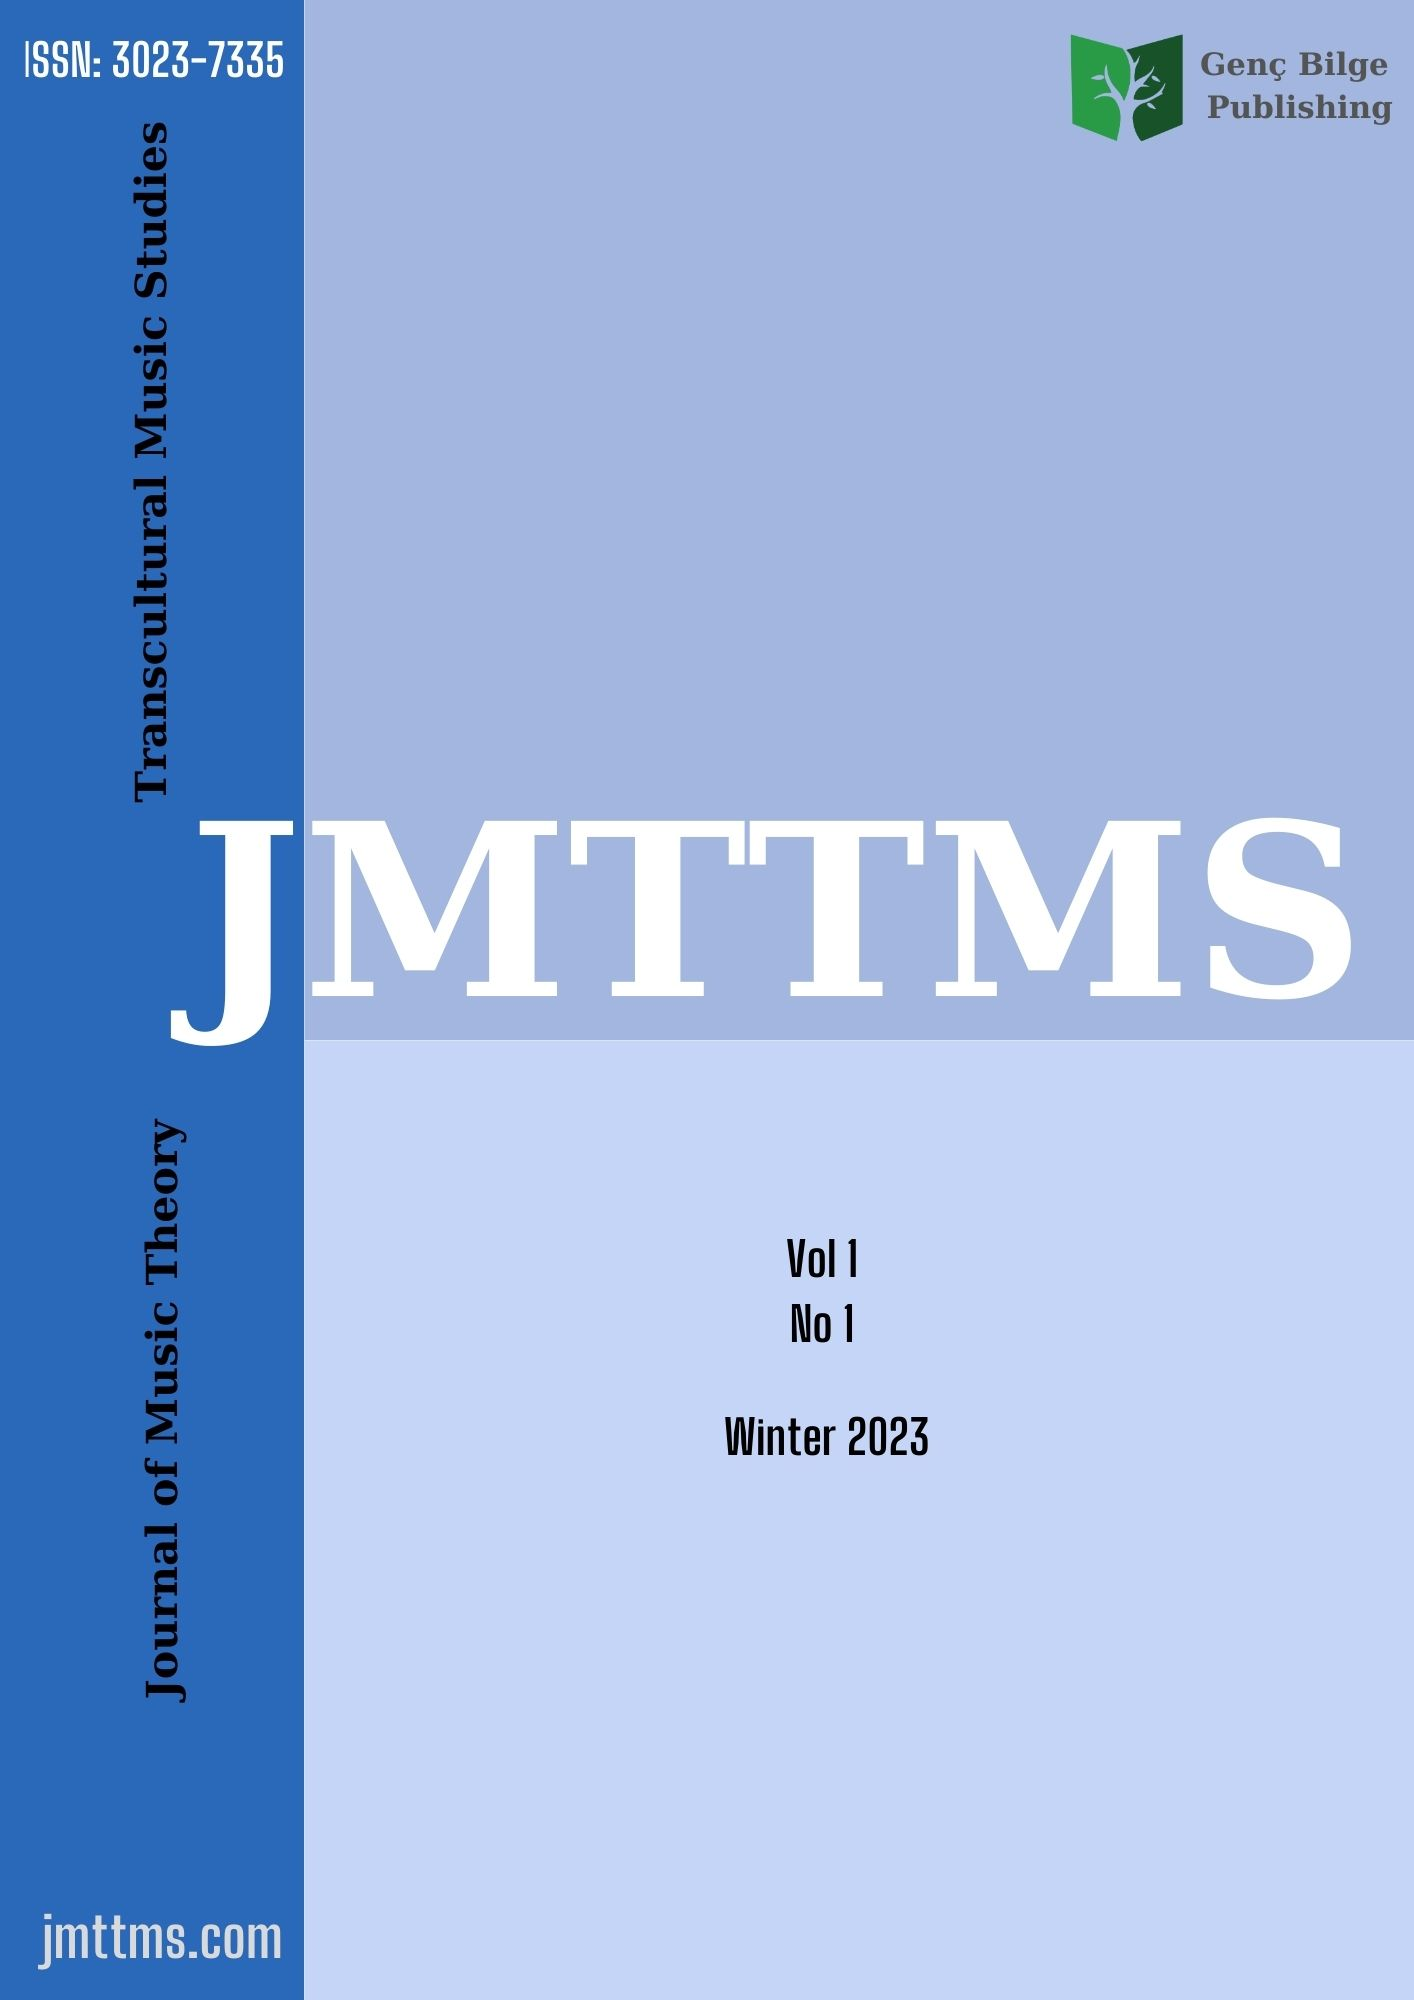 ISSN: 3023-7335
Genç Bilge
Publishing
Transcultural Music Studies
JMTTMS
Journal of Music Theory
Vol 1
No 1
Winter 2023
jmttms.com